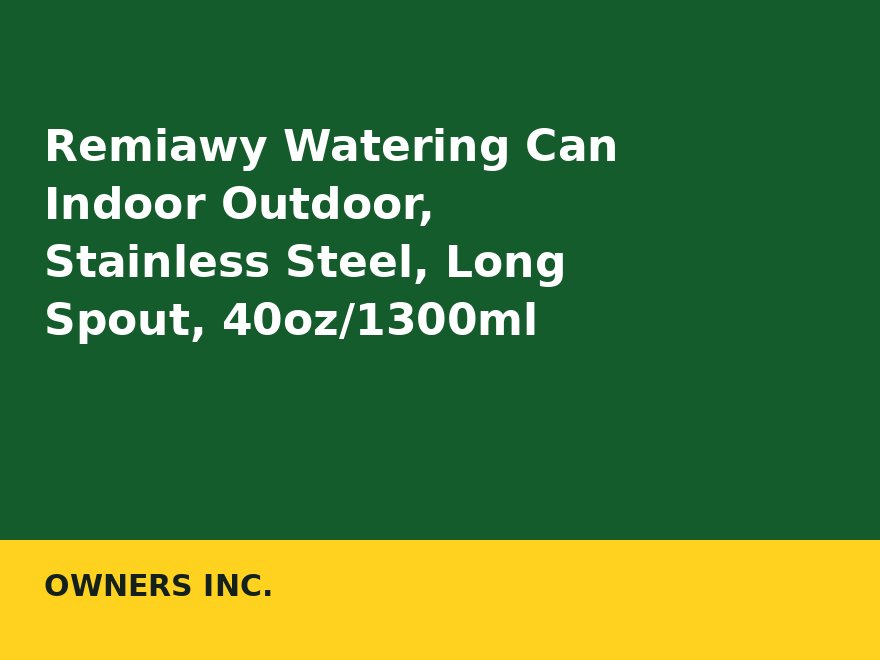 Remiawy Watering Can
Indoor Outdoor,
Stainless Steel, Long
Spout, 40oz/1300ml
OWNERS INC.